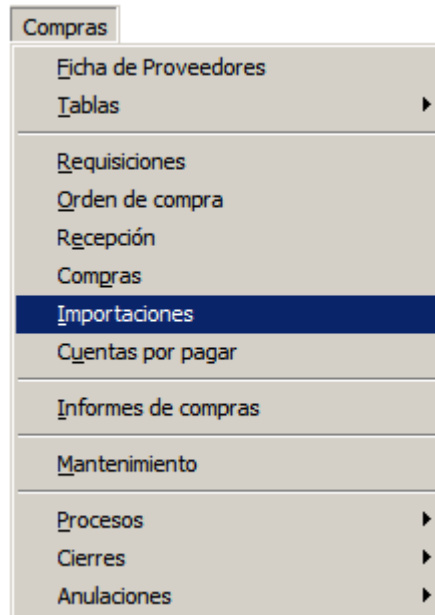 Compras
Ficha de Proveedores
Tablas
Requisiciones
Orden de compra
Recepción
Compras
Importaciones
Cuentas por pagar
Informes de compras
Mantenimiento
Procesos
Cierres
Anulaciones